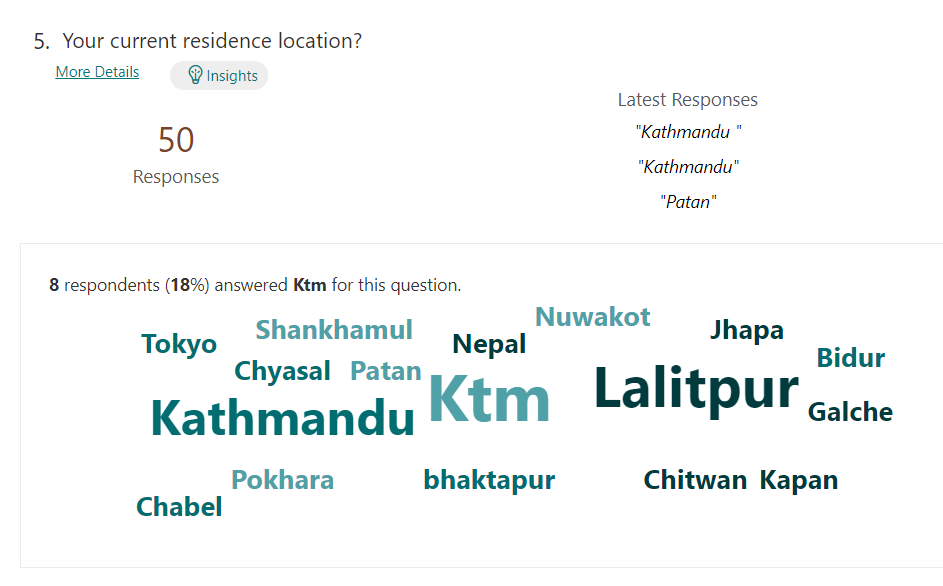 5. Your current residence location?
More Details
Insights
Latest Responses
50
Responses
"Kathmandu "
"Kathmandu"
"Patan"
8 respondents (18%) answered Ktm for this question.
Nuwakot
Tokyo Shankhamul Nepal Jhapa
Chyasal Patan Bidur
Kathmandu Ktm Lalitpur Galche
Pokhara bhaktapur Chitwan Kapan
Chabel